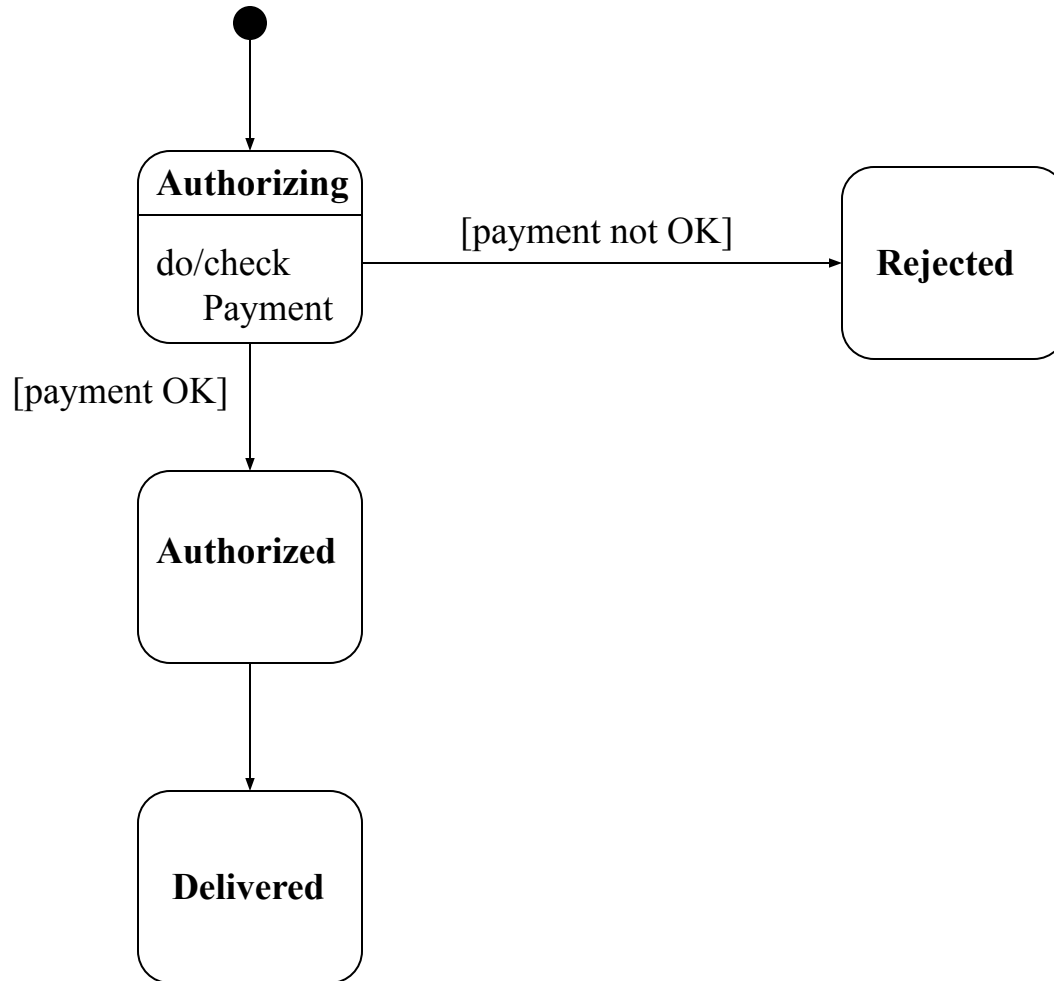 Authorizing
[payment not OK]
do/check
Payment
Rejected
[payment OK]
Authorized
Delivered